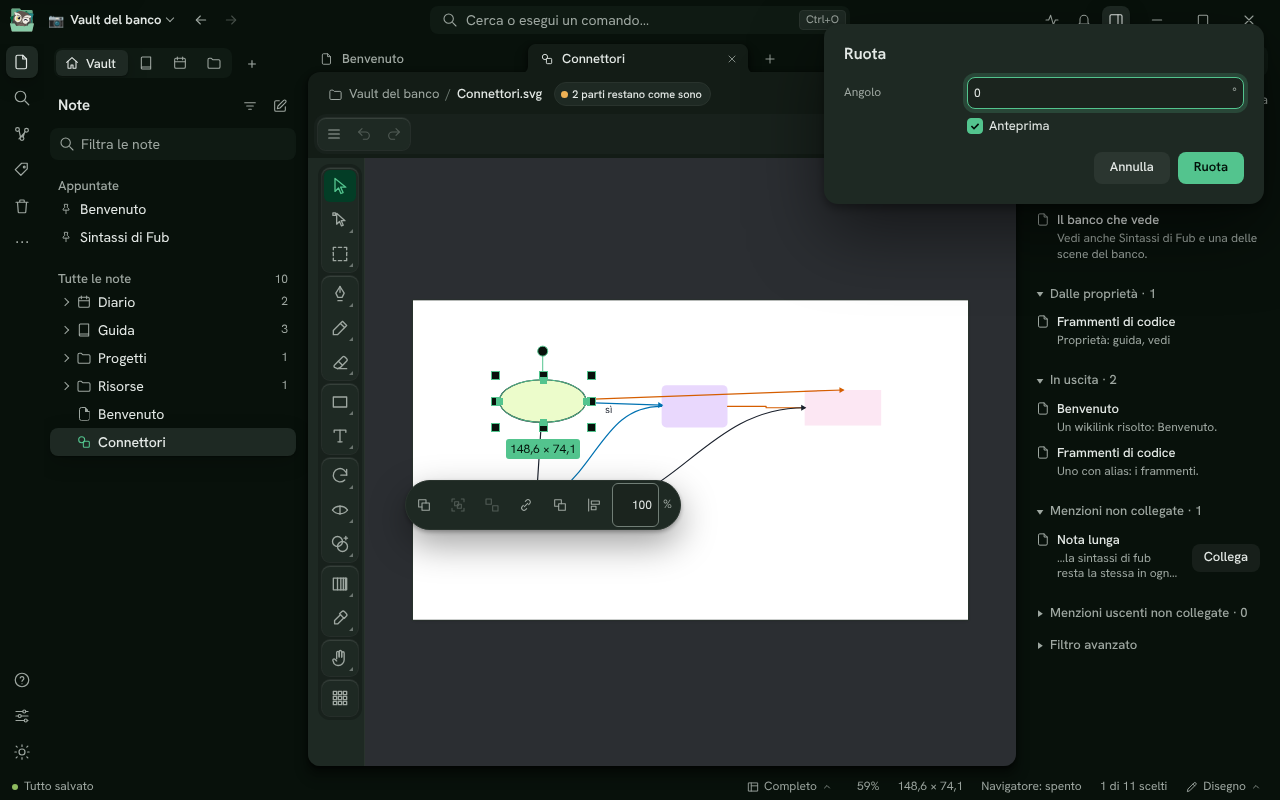 Vault del banco
Cerca o esegui un comando…
Ctrl+O
Vault
Benvenuto
Connettori
Note
Vault del banco / Connettori.svg
2 parti restano come sono
Filtra le note
Appuntate
Benvenuto
Sintassi di Fub
Tutte le note 10
Diario 2
Guida 3
Progetti 1
Risorse 1
Benvenuto
Connettori
sì
148,6 × 74,1
100 %
Ruota
Angolo
0 °
Anteprima
Annulla
Ruota
Il banco che vede
Vedi anche Sintassi di Fub e una delle
scene del banco.
Dalle proprietà · 1
Frammenti di codice
Proprietà: guida, vedi
In uscita · 2
Benvenuto
Un wikilink risolto: Benvenuto.
Frammenti di codice
Uno con alias: i frammenti.
Menzioni non collegate · 1
Nota lunga
…la sintassi di fub
resta la stessa in ogn…
Collega
Menzioni uscenti non collegate · 0
Filtro avanzato
Tutto salvato
Completo
59%
148,6 × 74,1
Navigatore: spento
1 di 11 scelti
Disegno